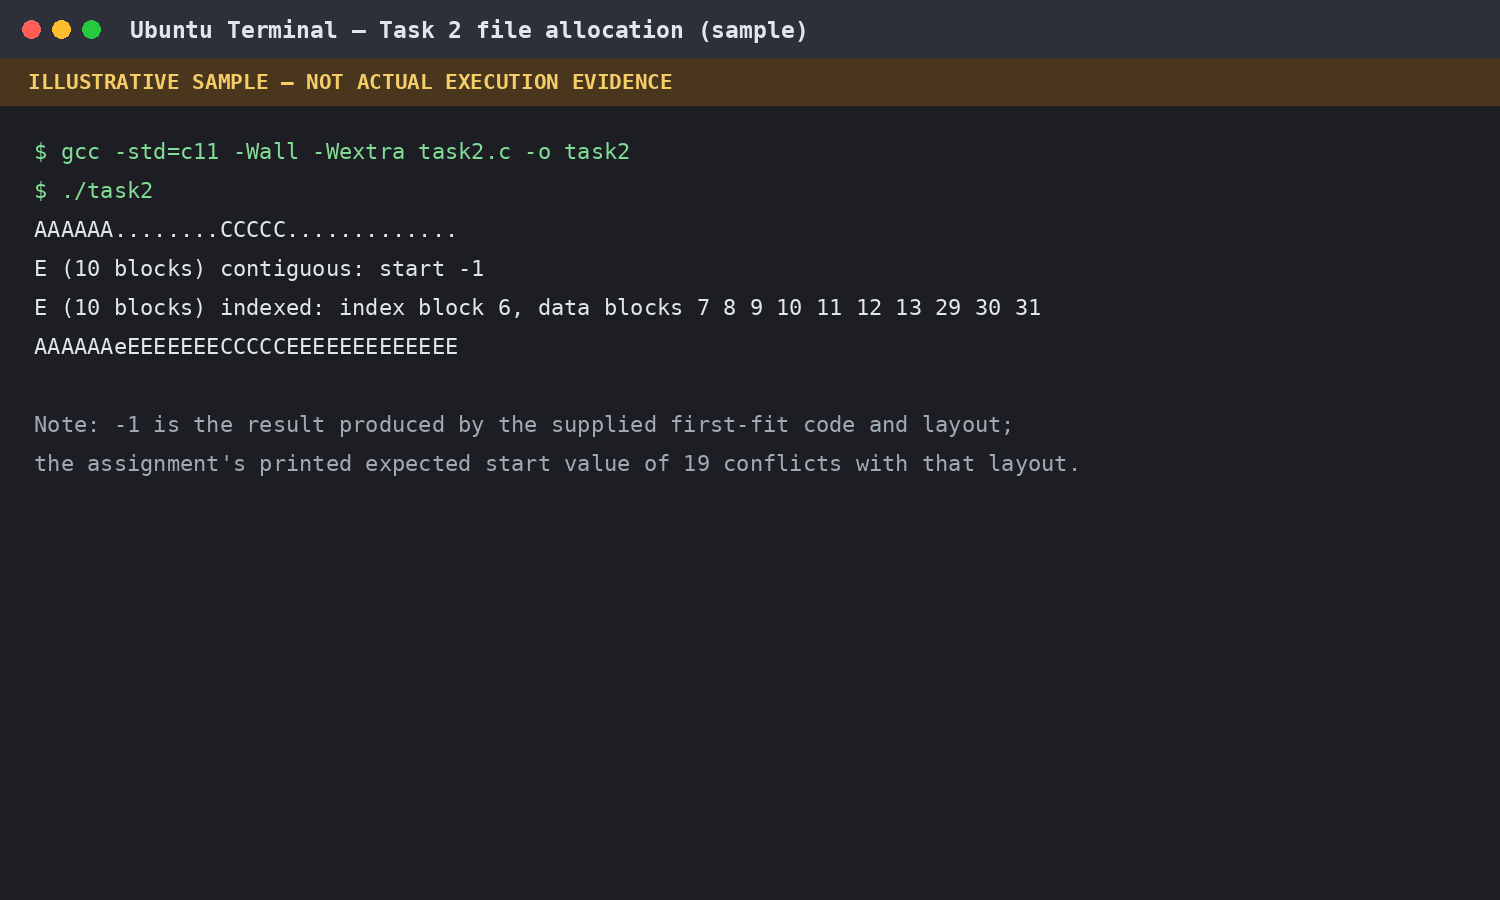 Ubuntu Terminal — Task 2 file allocation (sample)
ILLUSTRATIVE SAMPLE — NOT ACTUAL EXECUTION EVIDENCE
$ gcc -std=c11 -Wall -Wextra task2.c -o task2
$ ./task2
AAAAAA........CCCCC.............
E (10 blocks) contiguous: start -1
E (10 blocks) indexed: index block 6, data blocks 7 8 9 10 11 12 13 29 30 31
AAAAAAeEEEEEEECCCCCEEEEEEEEEEEEE
Note: -1 is the result produced by the supplied first-fit code and layout;
the assignment's printed expected start value of 19 conflicts with that layout.